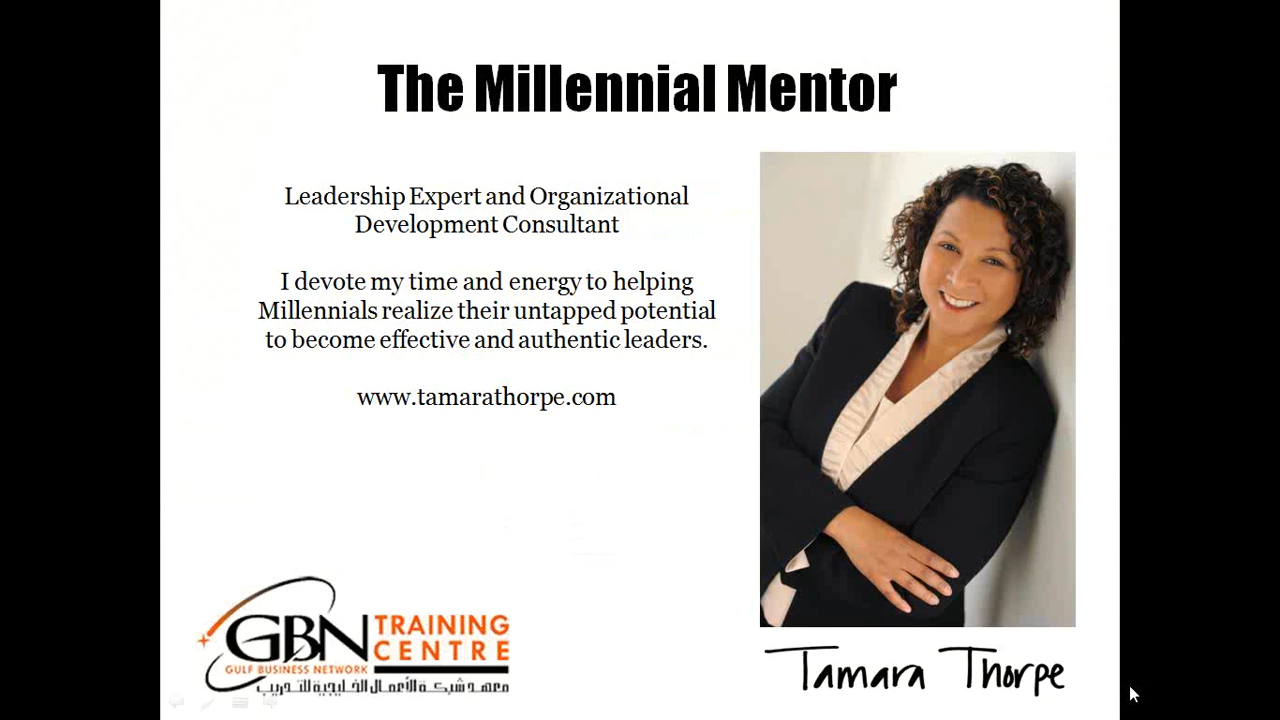 The Millennial Mentor
Leadership Expert and Organizational
Development Consultant
I devote my time and energy to helping
Millennials realize their untapped potential
to become effective and authentic leaders.
www.tamarathorpe.com
GBN TRAINING
CENTRE
GULF BUSINESS NETWORK
معهد شبكة الأعمال الخليجية للتدريب
Tamara Thorpe